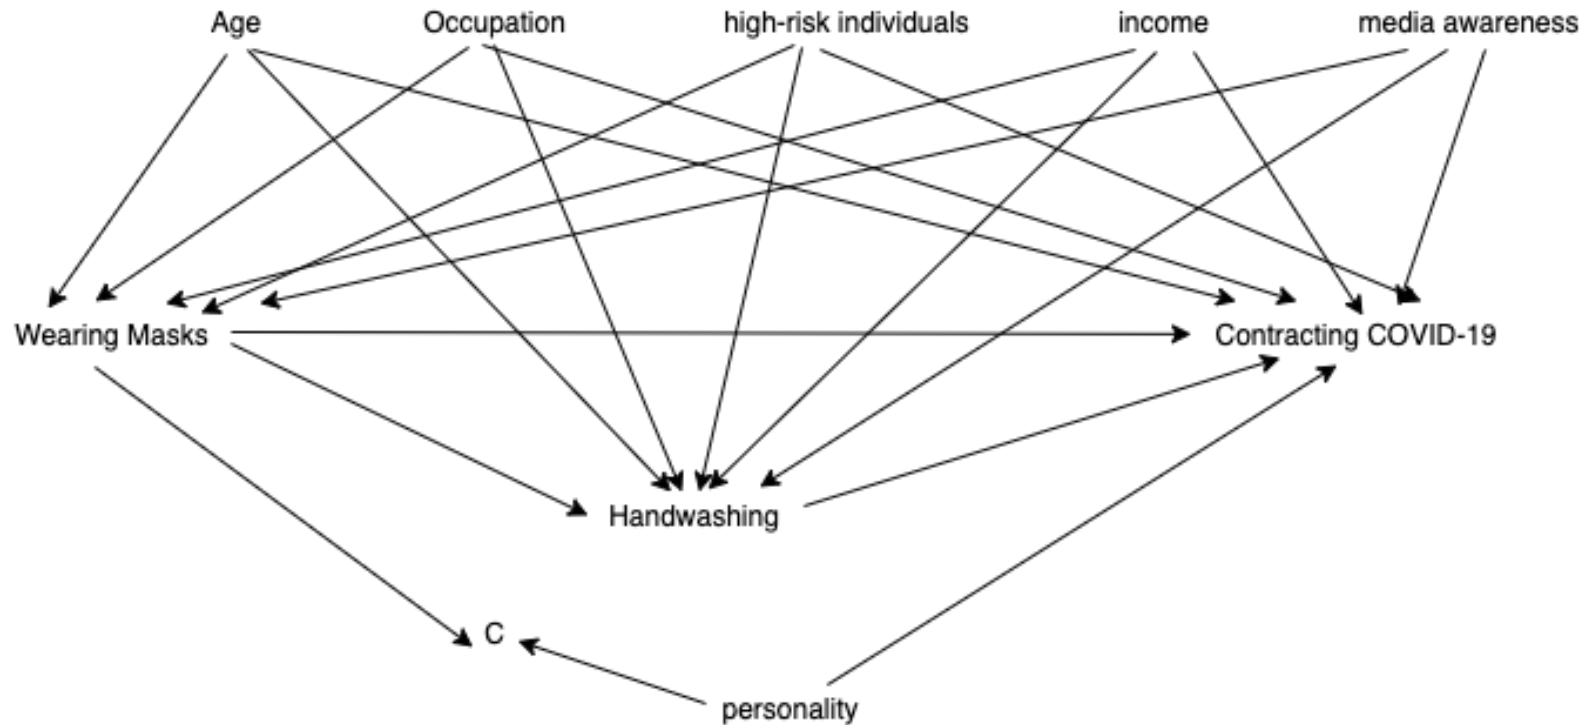 Age
Occupation
high-risk individuals
income
media awareness
Wearing Masks
Contracting COVID-19
Handwashing
C
personality